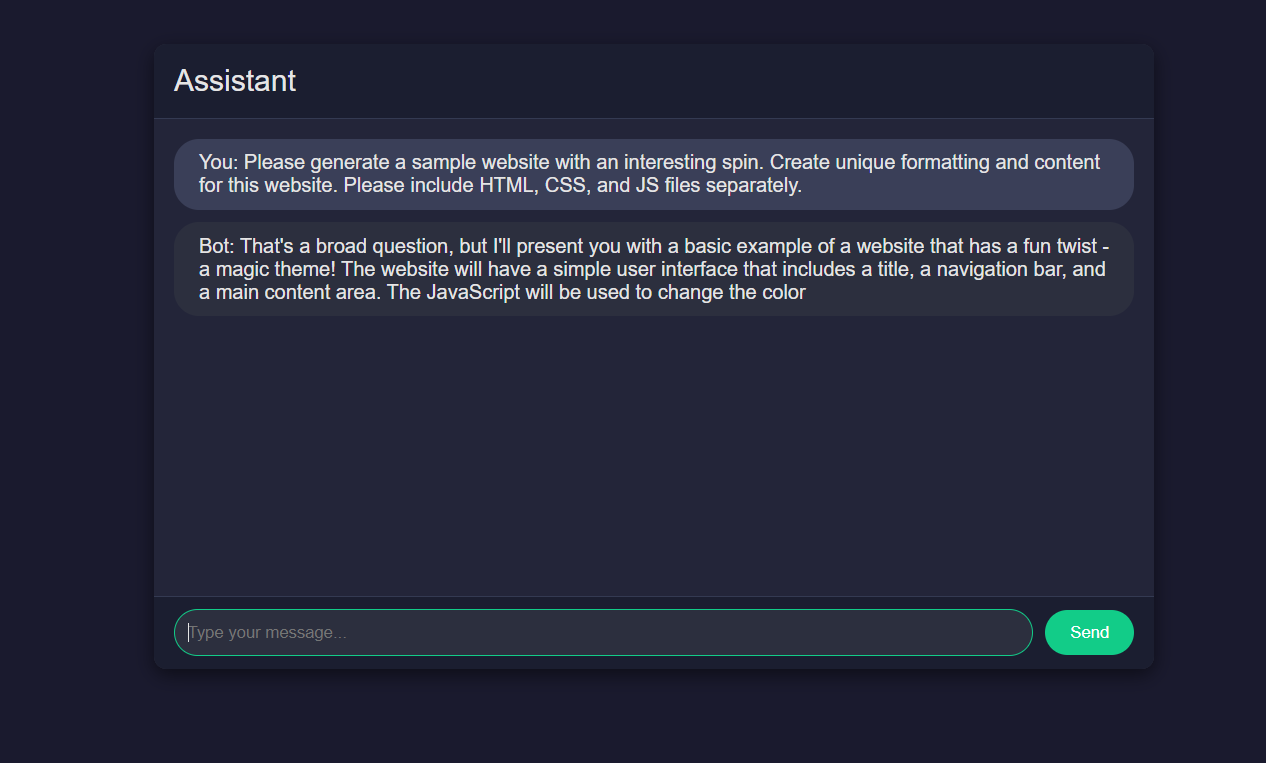 Assistant
You: Please generate a sample website with an interesting spin. Create unique formatting and content
for this website. Please include HTML, CSS, and JS files separately.
Bot: That's a broad question, but I'll present you with a basic example of a website that has a fun twist -
a magic theme! The website will have a simple user interface that includes a title, a navigation bar, and
a main content area. The JavaScript will be used to change the color
Type your message...
Send